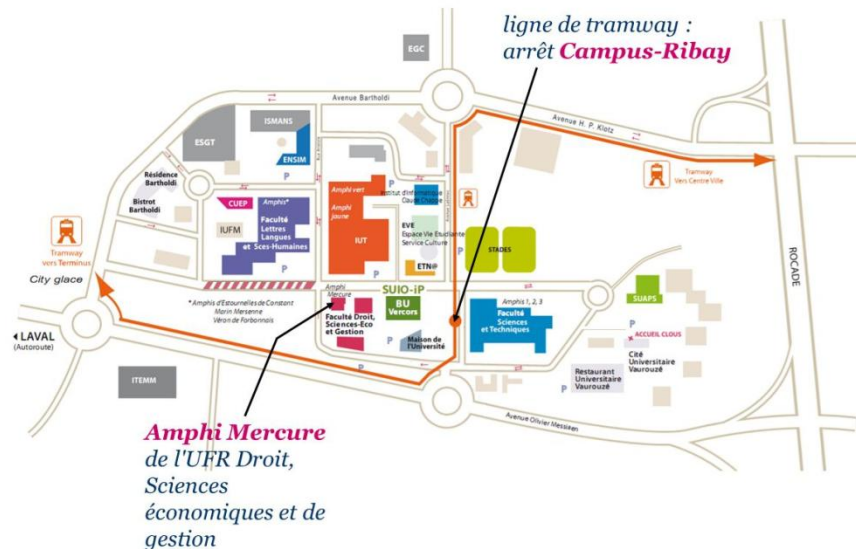 ligne de tramway :
arrêt Campus-Ribay
EGC
Avenue Bartholdi
Avenue H. P. Klotz
ISMANS
ESGT
ENSIM
Résidence
Bartholdi
Bistrot
Bartholdi
CUEP
IUFM
Amphis*
Faculté
Lettres
Langues
et Sces-Humaines
Amphi vert
Amphi
jaune
IUT
Institut d'Informatique
Claude Chappe
EVE
Espace Vie Etudiante
Service Culture
ETN@
STADES
Tramway
Vers Centre Ville
ROCADE
Tramway
vers Terminus
City glace
LAVAL
(Autoroute)
* Amphis d'Estournelles de Constant
Marin Mersenne
Véron de Forbonnais
SUIO-iP
Amphi
Mercure
Faculté Droit,
Sciences-Eco
et Gestion
BU
Vercors
Maison de
l'Université
Amphis 1, 2, 3
Faculté
Sciences
et Techniques
SUAPS
ACCUEIL CLOUS
Cité
Universitaire
Vaurouzé
Restaurant
Universitaire
Vaurouzé
ITEMM
Avenue Olivier Messiaen
Amphi Mercure
de l'UFR Droit,
Sciences
économiques et de
gestion
P
P
P
P
P
P
P
P
P
P